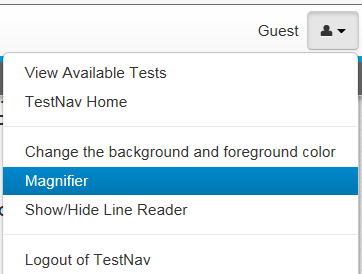 Guest
View Available Tests
TestNav Home
Change the background and foreground color
Magnifier
Show/Hide Line Reader
Logout of TestNav